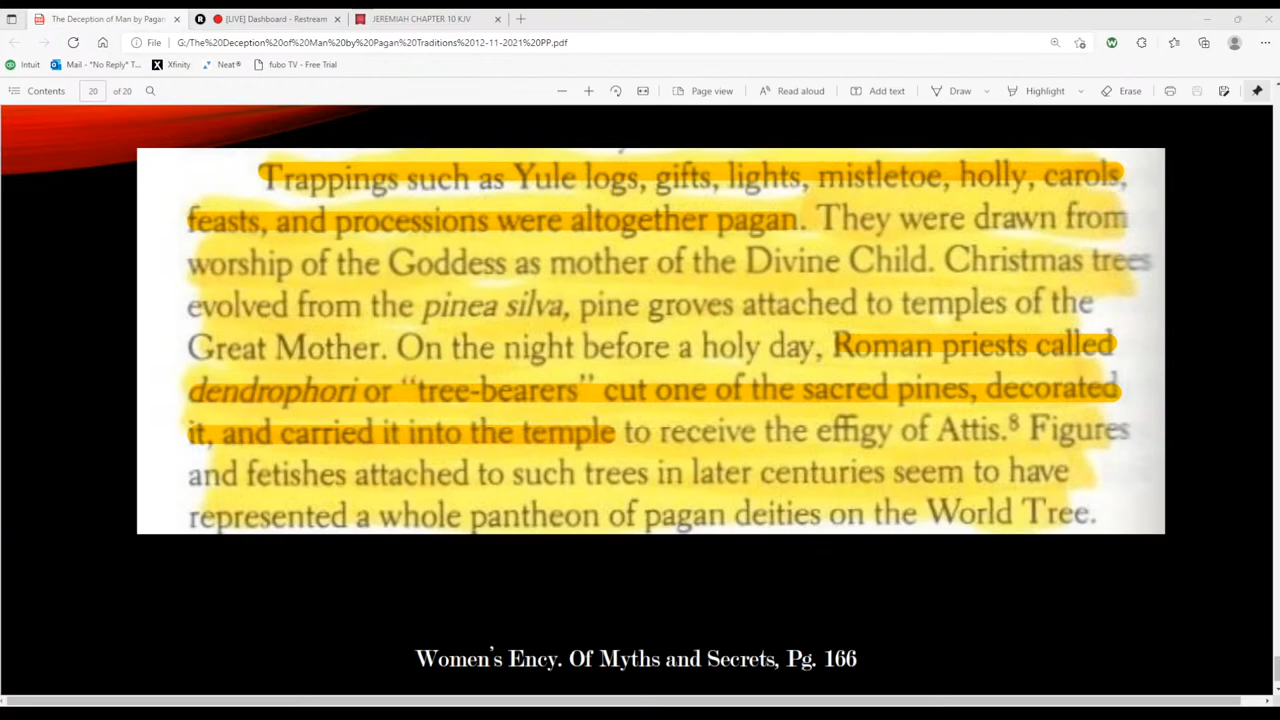 The Deception of Man by Pagan
[LIVE] Dashboard - Restream
JEREMIAH CHAPTER 10 KJV
File
G:/The%20Deception%20of%20Man%20by%20Pagan%20Traditions%2012-11-2021%20PP.pdf
Intuit
Mail - "No Reply" T...
Xfinity
Neat®
fubo TV - Free Trial
Contents
20
of 20
Page view
Read aloud
Add text
Draw
Highlight
Erase
Trappings such as Yule logs, gifts, lights, mistletoe, holly, carols,
feasts, and processions were altogether pagan. They were drawn from
worship of the Goddess as mother of the Divine Child. Christmas trees
evolved from the pinea silva, pine groves attached to temples of the
Great Mother. On the night before a holy day, Roman priests called
dendrophori or "tree-bearers" cut one of the sacred pines, decorated
it, and carried it into the temple to receive the effigy of Attis.8 Figures
and fetishes attached to such trees in later centuries seem to have
represented a whole pantheon of pagan deities on the World Tree.
Women's Ency. Of Myths and Secrets, Pg. 166